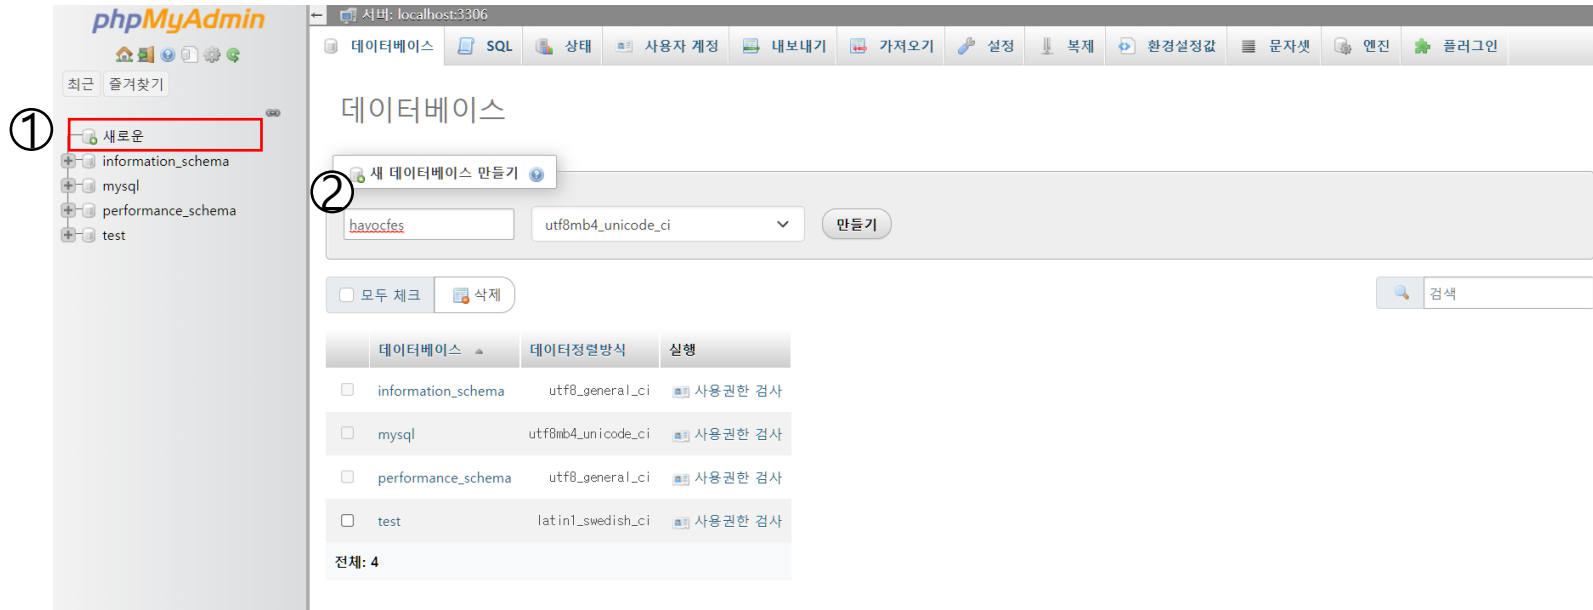 phpMyAdmin
서버: localhost:3306
데이터베이스 SQL 상태 사용자 계정 내보내기 가져오기 설정 복제 환경설정값 문자셋 엔진 플러그인
최근 즐겨찾기
①
새로운
information_schema
mysql
performance_schema
test
데이터베이스
새 데이터베이스 만들기
②
havocfes utf8mb4_unicode_ci 만들기
모두 체크 삭제 검색
데이터베이스 데이터정렬방식 실행
information_schema utf8_general_ci 사용권한 검사
mysql utf8mb4_unicode_ci 사용권한 검사
performance_schema utf8_general_ci 사용권한 검사
test latin1_swedish_ci 사용권한 검사
전체: 4